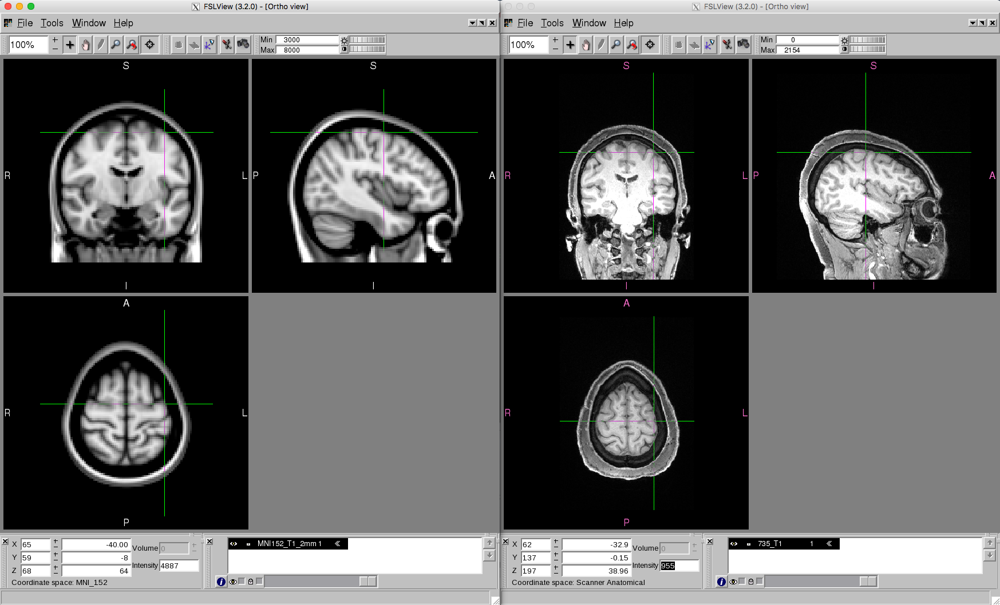 FSLView (3.2.0) - [Ortho view]
File Tools Window Help
100%
+
−
Min 3000
Max 8000
S
S
R
L
P
A
I
I
A
R
L
P
X 65 -40.00
Y 59 -8
Z 68 64
Volume 0
Intensity 4887
Coordinate space: MNI_152
MNI152_T1_2mm 1
FSLView (3.2.0) - [Ortho view]
File Tools Window Help
100%
+
−
Min 0
Max 2154
S
S
R
L
P
A
I
I
A
R
L
P
X 62 -32.9
Y 137 -0.15
Z 197 38.96
Volume 0
Intensity 955
Coordinate space: Scanner Anatomical
735_T1 1